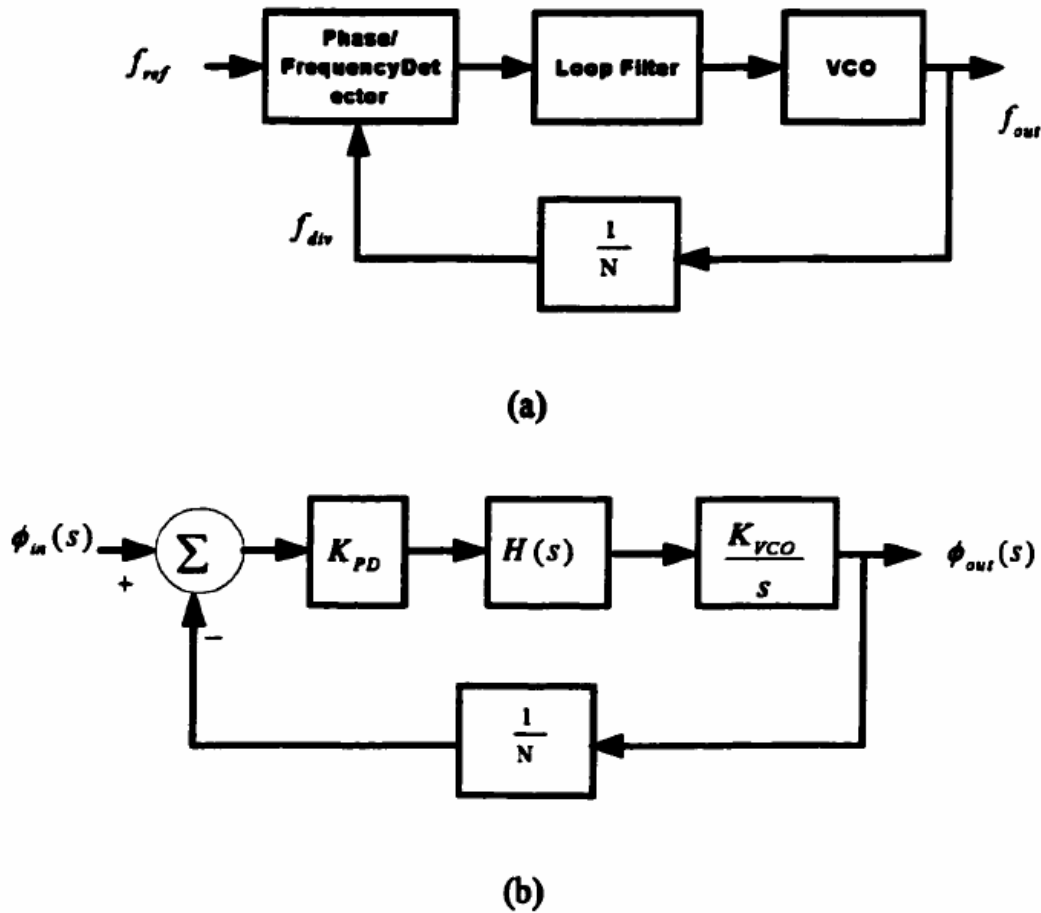 f_ref
Phase/
FrequencyDet
ector
Loop Filter
VCO
f_out
f_div
1
N
(a)
ϕ_in(s)
+
Σ
K_PD
H(s)
K_VCO
s
ϕ_out(s)
−
1
N
(b)